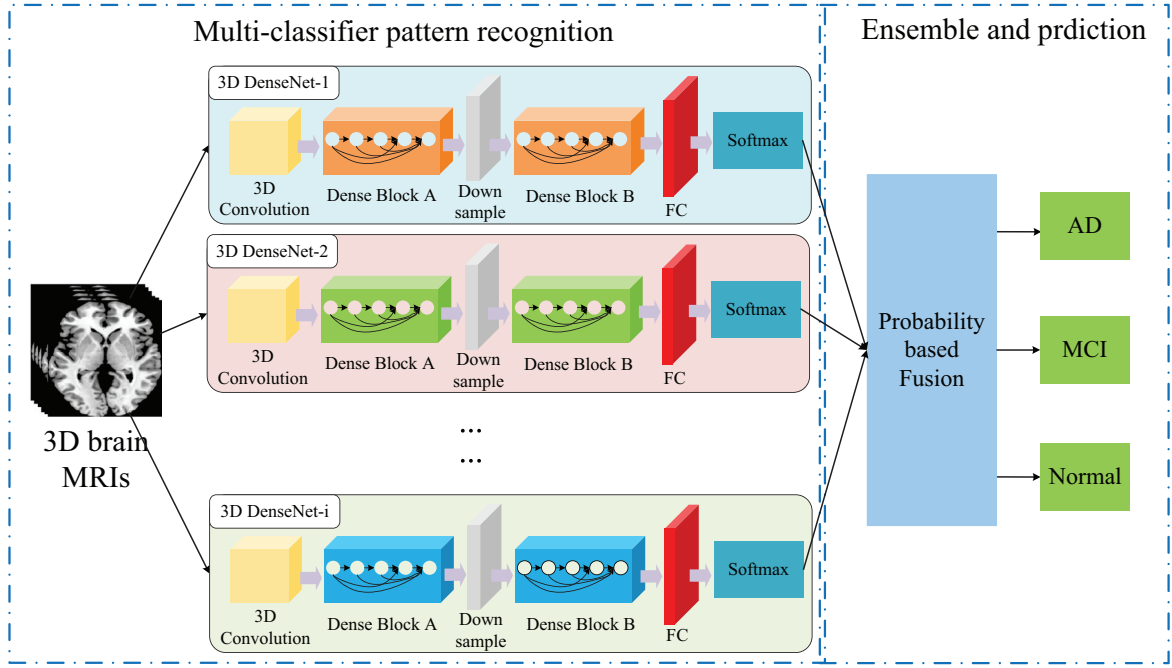 Multi-classifier pattern recognition
Ensemble and prdiction
3D DenseNet-1
3D
Convolution
Dense Block A
Down
sample
Dense Block B
FC
Softmax
3D DenseNet-2
3D
Convolution
Dense Block A
Down
sample
Dense Block B
FC
Softmax
3D brain
MRIs
...
...
3D DenseNet-i
3D
Convolution
Dense Block A
Down
sample
Dense Block B
FC
Softmax
Probability
based
Fusion
AD
MCI
Normal